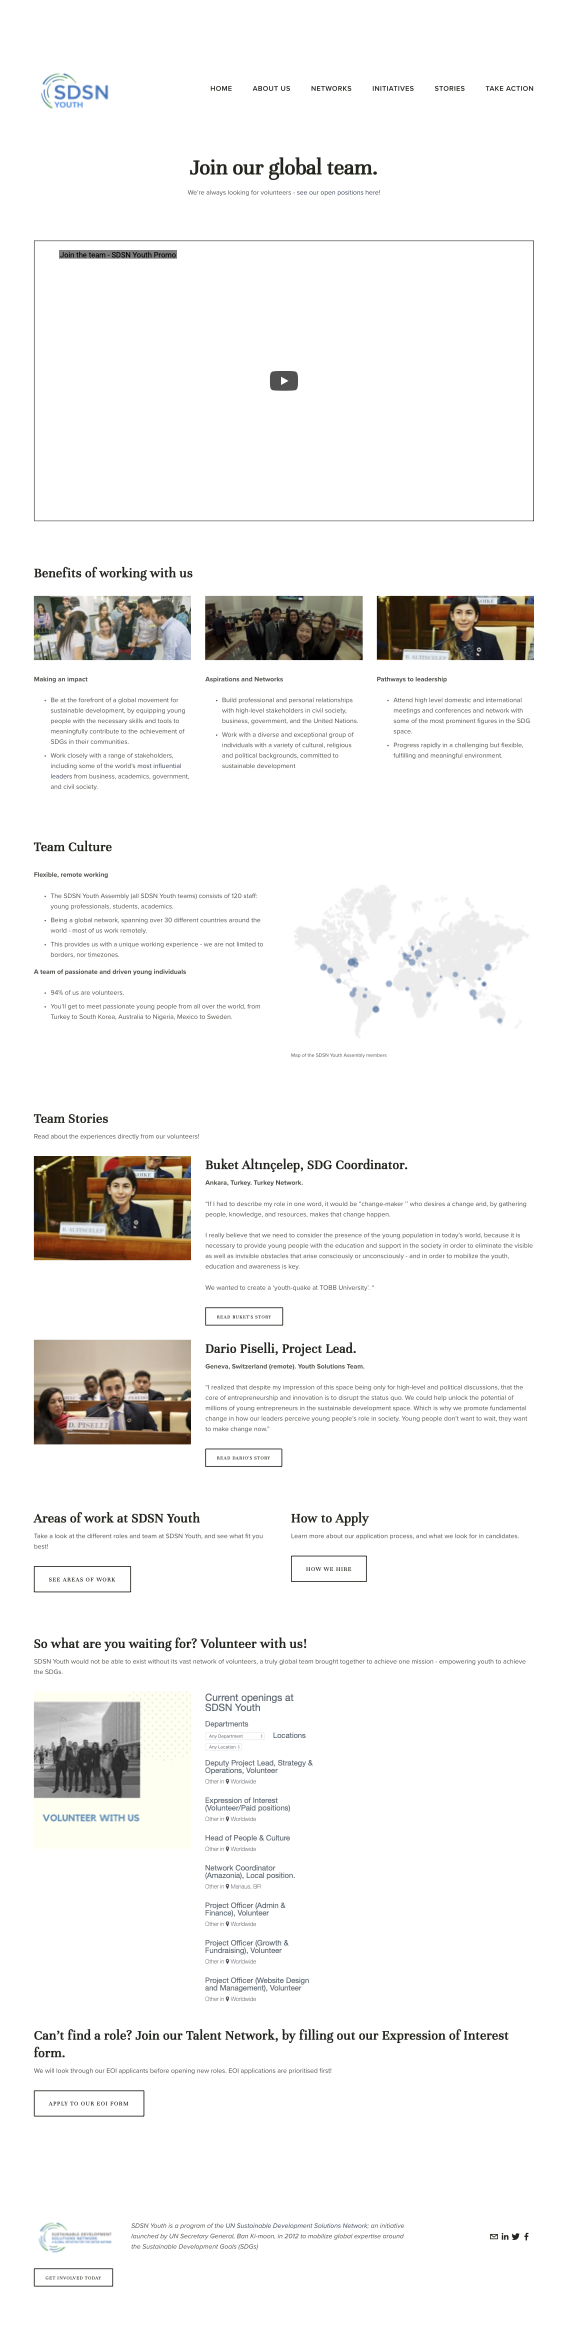 SDSN
YOUTH
HOME ABOUT US NETWORKS INITIATIVES STORIES TAKE ACTION
Join our global team.
We're always looking for volunteers - see our open positions here!
Join the team - SDSN Youth Promo
Benefits of working with us
Making an impact
• Be at the forefront of a global movement for
sustainable development, by equipping young
people with the necessary skills and tools to
meaningfully contribute to the achievement of
SDGs in their communities.
• Work closely with a range of stakeholders,
including some of the world's most influential
leaders from business, academics, government,
and civil society.
Aspirations and Networks
• Build professional and personal relationships
with high-level stakeholders in civil society,
business, government, and the United Nations.
• Work with a diverse and exceptional group of
individuals with a variety of cultural, religious
and political backgrounds, committed to
sustainable development
Pathways to leadership
• Attend high level domestic and international
meetings and conferences and network with
some of the most prominent figures in the SDG
space.
• Progress rapidly in a challenging but flexible,
fulfilling and meaningful environment.
Team Culture
Flexible, remote working
• The SDSN Youth Assembly (all SDSN Youth teams) consists of 120 staff:
young professionals, students, academics.
• Being a global network, spanning over 30 different countries around the
world - most of us work remotely.
• This provides us with a unique working experience - we are not limited to
borders, nor timezones.
A team of passionate and driven young individuals
• 94% of us are volunteers.
• You'll get to meet passionate young people from all over the world, from
Turkey to South Korea, Australia to Nigeria, Mexico to Sweden.
Map of the SDSN Youth Assembly members
Team Stories
Read about the experiences directly from our volunteers!
Buket Altınçelep, SDG Coordinator.
Ankara, Turkey. Turkey Network.
"If I had to describe my role in one word, it would be "change-maker " who desires a change and, by gathering
people, knowledge, and resources, makes that change happen.
I really believe that we need to consider the presence of the young population in today's world, because it is
necessary to provide young people with the education and support in the society in order to eliminate the visible
as well as invisible obstacles that arise consciously or unconsciously - and in order to mobilize the youth,
education and awareness is key.
We wanted to create a 'youth-quake at TOBB University'. "
READ BUKET'S STORY
D. PISELLI
Dario Piselli, Project Lead.
Geneva, Switzerland (remote). Youth Solutions Team.
"I realized that despite my impression of this space being only for high-level and political discussions, that the
core of entrepreneurship and innovation is to disrupt the status quo. We could help unlock the potential of
millions of young entrepreneurs in the sustainable development space. Which is why we promote fundamental
change in how our leaders perceive young people's role in society. Young people don't want to wait, they want
to make change now."
READ DARIO'S STORY
Areas of work at SDSN Youth
Take a look at the different roles and team at SDSN Youth, and see what fit you
best!
SEE AREAS OF WORK
How to Apply
Learn more about our application process, and what we look for in candidates.
HOW WE HIRE
So what are you waiting for? Volunteer with us!
SDSN Youth would not be able to exist without its vast network of volunteers, a truly global team brought together to achieve one mission - empowering youth to achieve
the SDGs.
VOLUNTEER WITH US
Current openings at
SDSN Youth
Departments
Any Department
Locations
Any Location
Deputy Project Lead, Strategy &
Operations, Volunteer
Other in Worldwide
Expression of Interest
(Volunteer/Paid positions)
Other in Worldwide
Head of People & Culture
Other in Worldwide
Network Coordinator
(Amazonia), Local position.
Other in Manaus, BR
Project Officer (Admin &
Finance), Volunteer
Other in Worldwide
Project Officer (Growth &
Fundraising), Volunteer
Other in Worldwide
Project Officer (Website Design
and Management), Volunteer
Other in Worldwide
Can't find a role? Join our Talent Network, by filling out our Expression of Interest
form.
We will look through our EOI applicants before opening new roles. EOI applications are prioritised first!
APPLY TO OUR EOI FORM
SUSTAINABLE DEVELOPMENT
SOLUTIONS NETWORK
A GLOBAL INITIATIVE FOR THE UNITED NATIONS
SDSN Youth is a program of the UN Sustainable Development Solutions Network; an initiative
launched by UN Secretary General, Ban Ki-moon, in 2012 to mobilize global expertise around
the Sustainable Development Goals (SDGs)
GET INVOLVED TODAY